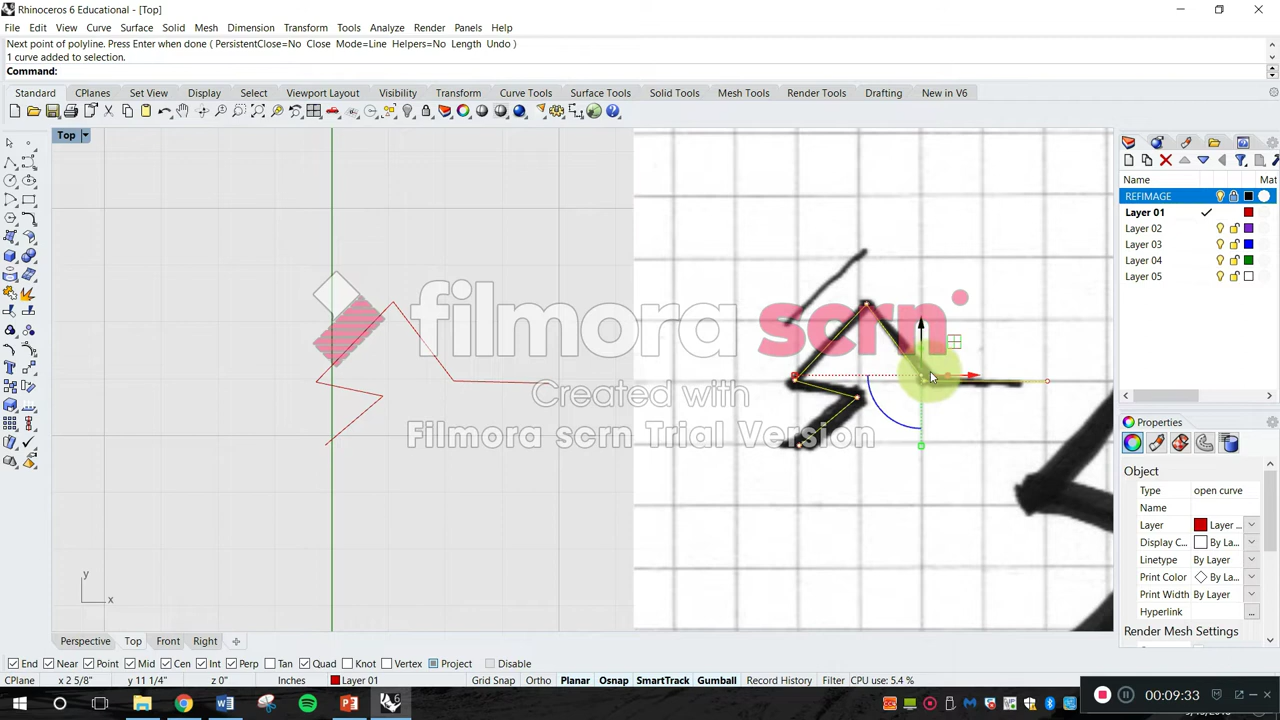 Rhinoceros 6 Educational - [Top]
File Edit View Curve Surface Solid Mesh Dimension Transform Tools Analyze Render Panels Help
Next point of polyline. Press Enter when done ( PersistentClose=No Close Mode=Line Helpers=No Length Undo )
1 curve added to selection.
Command:
Standard CPlanes Set View Display Select Viewport Layout Visibility Transform Curve Tools Surface Tools Solid Tools Mesh Tools Render Tools Drafting New in V6
Top
Name Mat
REFIMAGE
Layer 01
Layer 02
Layer 03
Layer 04
Layer 05
filmora scrn
Created with
Filmora scrn Trial Version
Properties
Object
Type open curve
Name
Layer Layer ...
Display C... By La...
Linetype By Layer
Print Color By La...
Print Width By Layer
Hyperlink ...
Render Mesh Settings
y
x
Perspective Top Front Right
End Near Point Mid Cen Int Perp Tan Quad Knot Vertex Project Disable
CPlane x 2 5/8" y 11 1/4" z 0" Inches Layer 01 Grid Snap Ortho Planar Osnap SmartTrack Gumball Record History Filter CPU use: 5.4 %
00:09:33